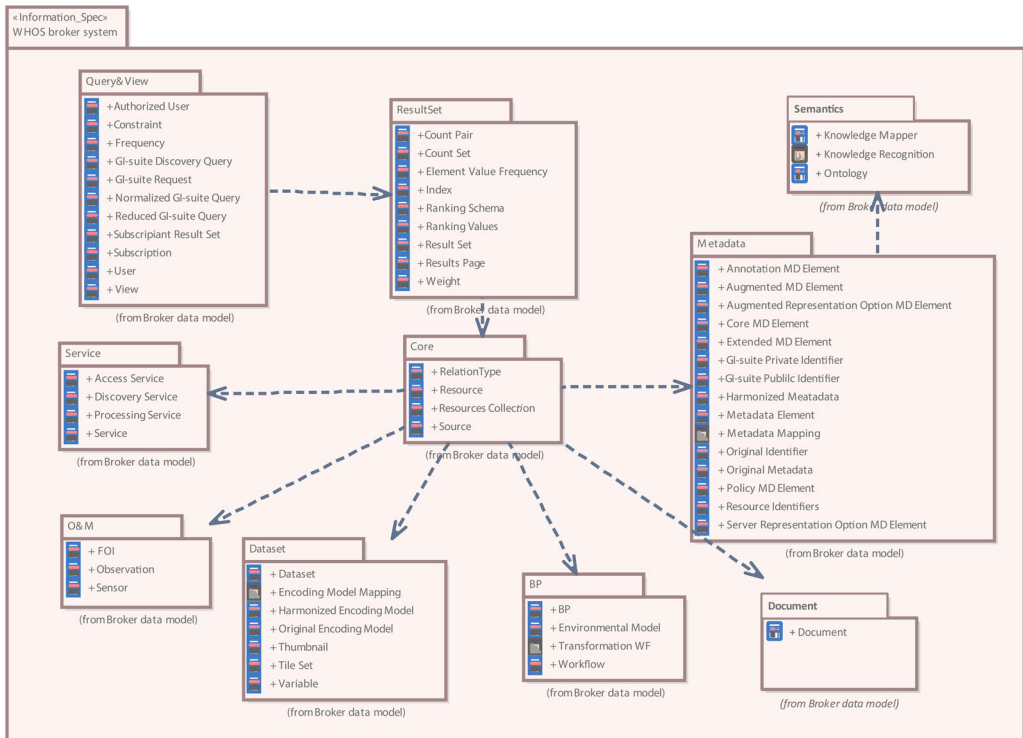 «Information_Spec»
WHOS broker system
Query&View
+Authorized User
+Constraint
+Frequency
+GI-suite Discovery Query
+GI-suite Request
+Normalized GI-suite Query
+Reduced GI-suite Query
+Subscripiant Result Set
+Subscription
+User
+View
(from Broker data model)
ResultSet
+Count Pair
+Count Set
+Element Value Frequency
+Index
+Ranking Schema
+Ranking Values
+Result Set
+Results Page
+Weight
(from Broker data model)
Semantics
+ Knowledge Mapper
+ Knowledge Recognition
+ Ontology
(from Broker data model)
Metadata
+ Annotation MD Element
+ Augmented MD Element
+ Augmented Representation Option MD Element
+ Core MD Element
+ Extended MD Element
+ GI-suite Private Identifier
+GI-suite Public Identifier
+ Harmonized Meatadata
+ Metadata Element
+ Metadata Mapping
+ Original Identifier
+ Original Metadata
+ Policy MD Element
+ Resource Identifiers
+ Server Representation Option MD Element
(from Broker data model)
Service
+ Access Service
+ Discovery Service
+ Processing Service
+ Service
(from Broker data model)
Core
+ RelationType
+ Resource
+ Resources Collection
+ Source
(from Broker data model)
O&M
+ FOI
+ Observation
+ Sensor
(from Broker data model)
Dataset
+ Dataset
+ Encoding Model Mapping
+ Harmonized Encoding Model
+ Original Encoding Model
+ Thumbnail
+ Tile Set
+ Variable
(from Broker data model)
BP
+ BP
+ Environmental Model
+ Transformation WF
+ Workflow
(from Broker data model)
Document
+ Document
(from Broker data model)